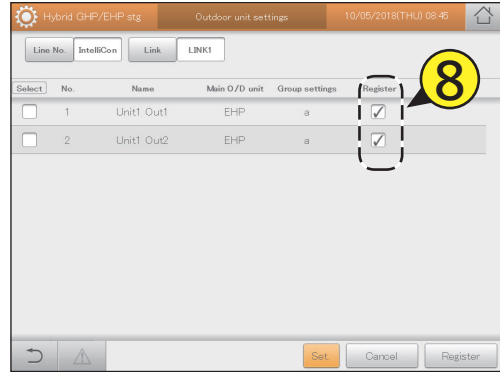 Hybrid GHP/EHP stg Outdoor unit settings 10/05/2018(THU) 08:45
Line No. IntelliCon Link LINK1
Select No. Name Main O/D unit Group settings Register
1 Unit1 Out1 EHP a
2 Unit1 Out2 EHP a
8
Set. Cancel Register